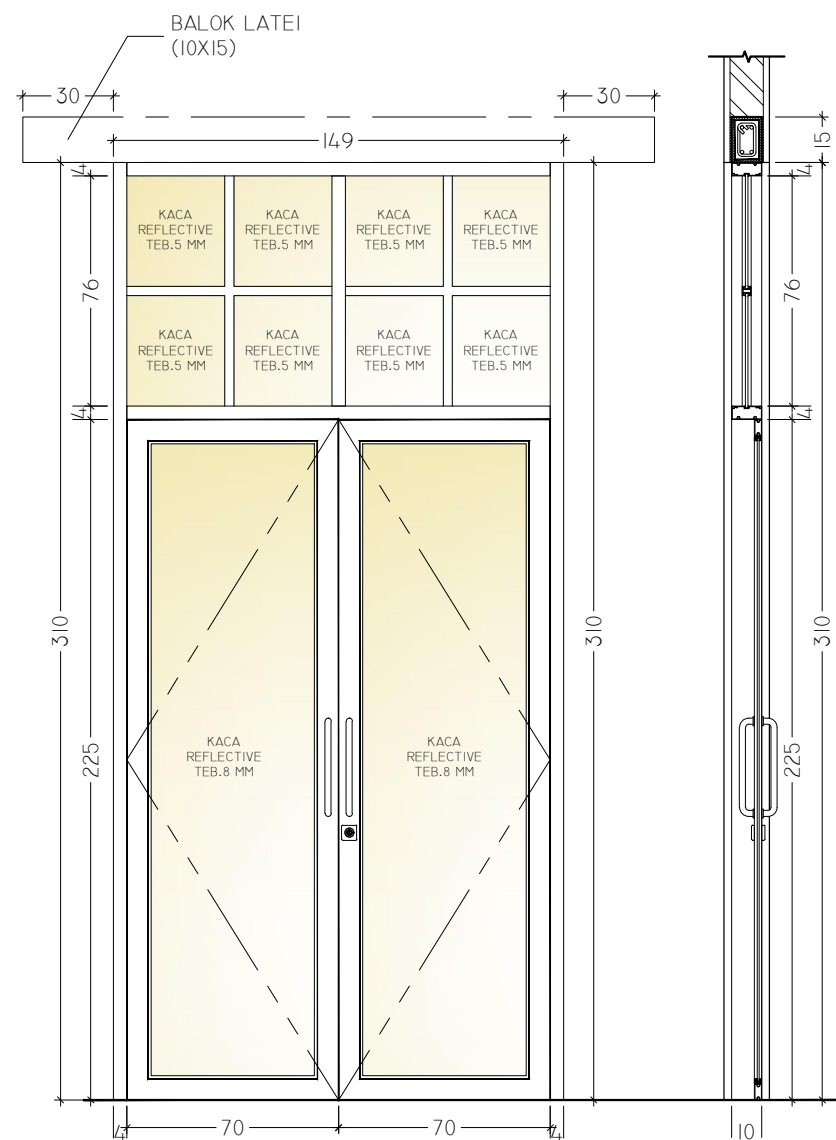 BALOK LATEI
(10X15)
30
30
149
15
4
4
KACA
REFLECTIVE
TEB.5 MM
KACA
REFLECTIVE
TEB.5 MM
KACA
REFLECTIVE
TEB.5 MM
KACA
REFLECTIVE
TEB.5 MM
76
76
KACA
REFLECTIVE
TEB.5 MM
KACA
REFLECTIVE
TEB.5 MM
KACA
REFLECTIVE
TEB.5 MM
KACA
REFLECTIVE
TEB.5 MM
4
4
310
310
310
225
225
KACA
REFLECTIVE
TEB.8 MM
KACA
REFLECTIVE
TEB.8 MM
4
70
70
4
10